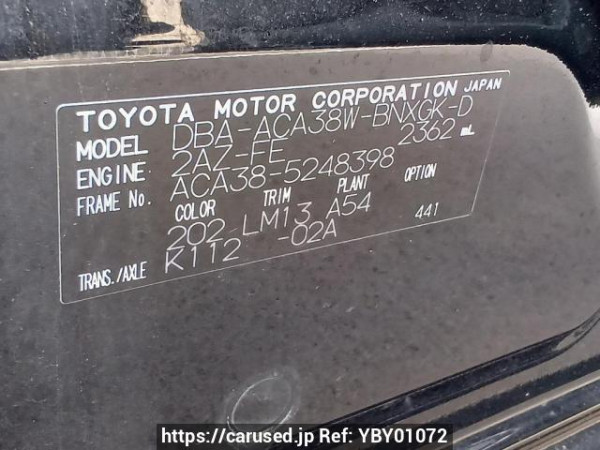 TOYOTA MOTOR CORPORATION JAPAN
MODEL DBA-ACA38W-BNXGK-D
ENGINE 2AZ-FE 2362 mL
FRAME No. ACA38-5248398
COLOR TRIM PLANT OPTION
202 LM13 A54 441
TRANS./AXLE K112 -02A
https://carused.jp Ref: YBY01072